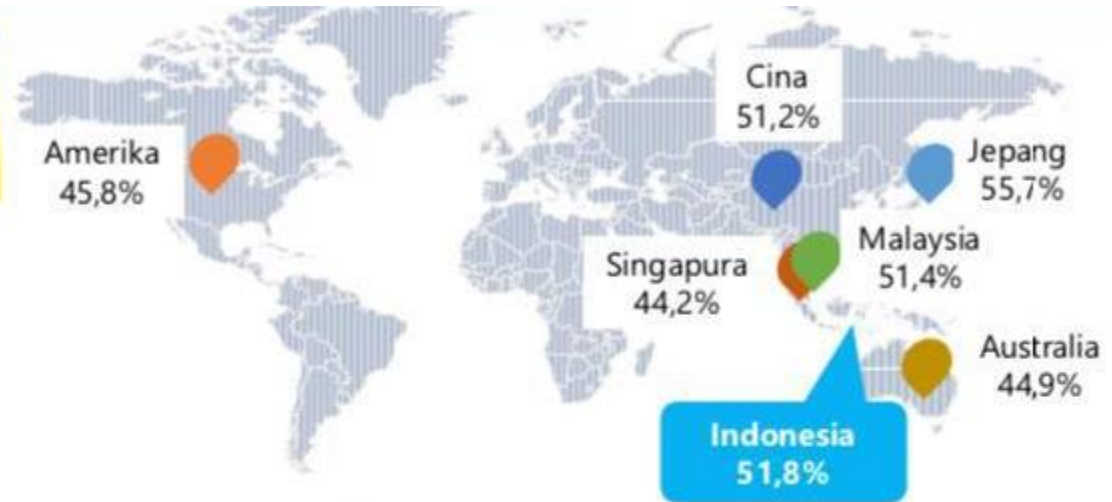 Cina
51,2%
Amerika
45,8%
Jepang
55,7%
Malaysia
51,4%
Singapura
44,2%
Australia
44,9%
Indonesia
51,8%